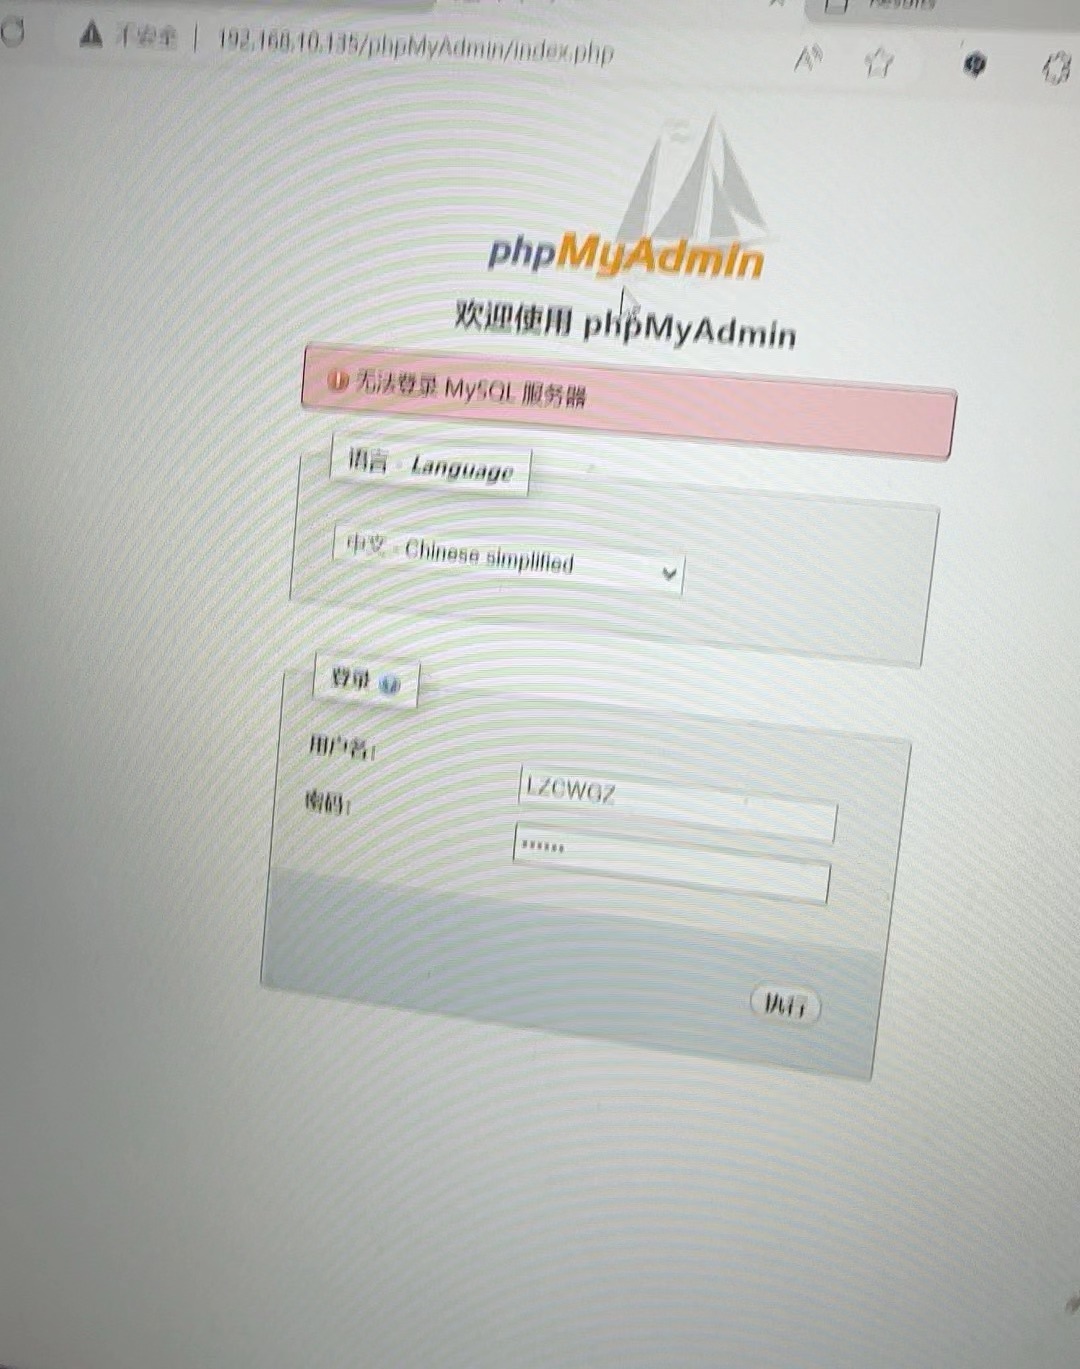 不安全 | 192.168.10.135/phpMyAdmin/index.php
phpMyAdmin
欢迎使用 phpMyAdmin
无法登录 MySQL 服务器
语言 - Language
中文 - Chinese simplified
登录
用户名:
LZCWGZ
密码:
••••••
执行